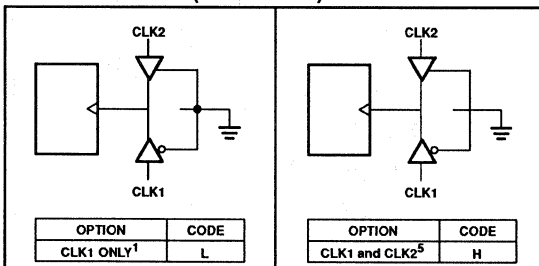 CLK2
CLK1
OPTION CODE
CLK1 ONLY1 L
CLK2
CLK1
OPTION CODE
CLK1 and CLK25 H